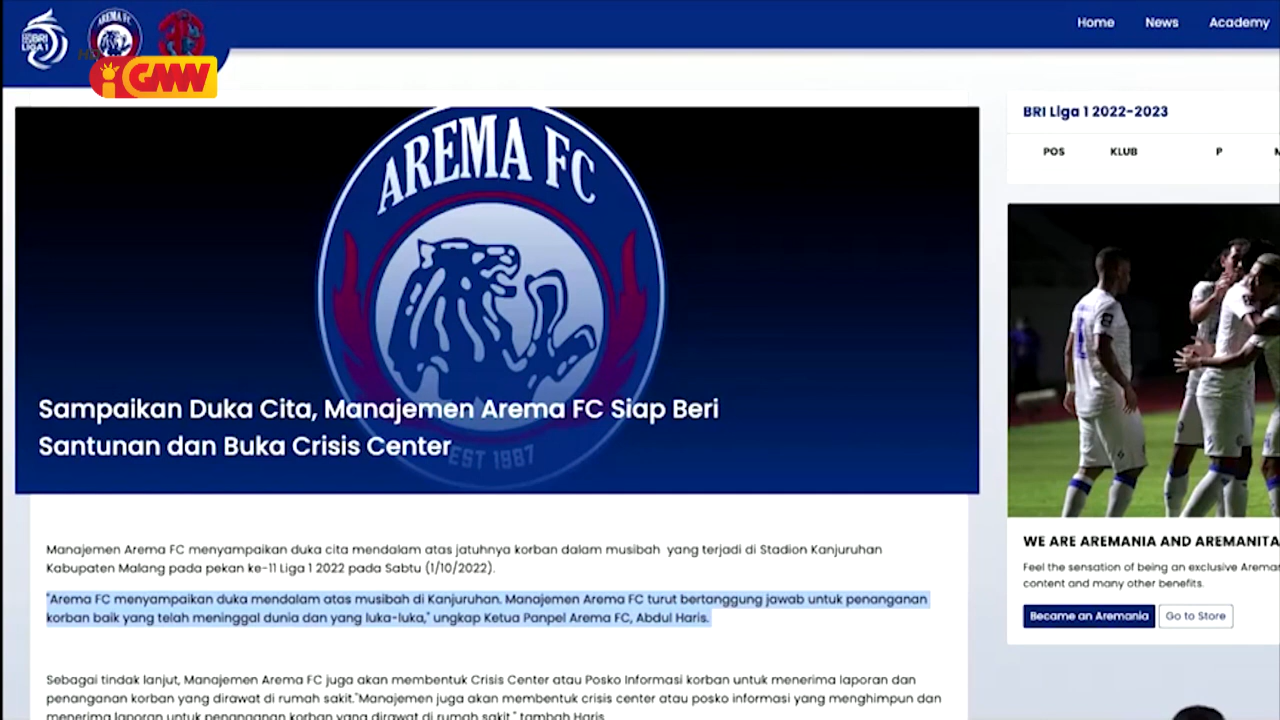 Home News Academy
BRI
LIGA 1
AREMA FC
HD
iGMW
AREMA FC
EST 1987
Sampaikan Duka Cita, Manajemen Arema FC Siap Beri
Santunan dan Buka Crisis Center
Manajemen Arema FC menyampaikan duka cita mendalam atas jatuhnya korban dalam musibah yang terjadi di Stadion Kanjuruhan
Kabupaten Malang pada pekan ke-11 Liga 1 2022 pada Sabtu (1/10/2022).
"Arema FC menyampaikan duka mendalam atas musibah di Kanjuruhan. Manajemen Arema FC turut bertanggung jawab untuk penanganan
korban baik yang telah meninggal dunia dan yang luka-luka," ungkap Ketua Panpel Arema FC, Abdul Haris.
Sebagai tindak lanjut, Manajemen Arema FC juga akan membentuk Crisis Center atau Posko Informasi korban untuk menerima laporan dan
penanganan korban yang dirawat di rumah sakit."Manajemen juga akan membentuk crisis center atau posko informasi yang menghimpun dan
menerima laporan untuk penanganan korban yang dirawat di rumah sakit," tambah Haris.
BRI Liga 1 2022-2023
POS KLUB P M
WE ARE AREMANIA AND AREMANITA
Feel the sensation of being an exclusive Arema
content and many other benefits.
Became an Aremania Go to Store